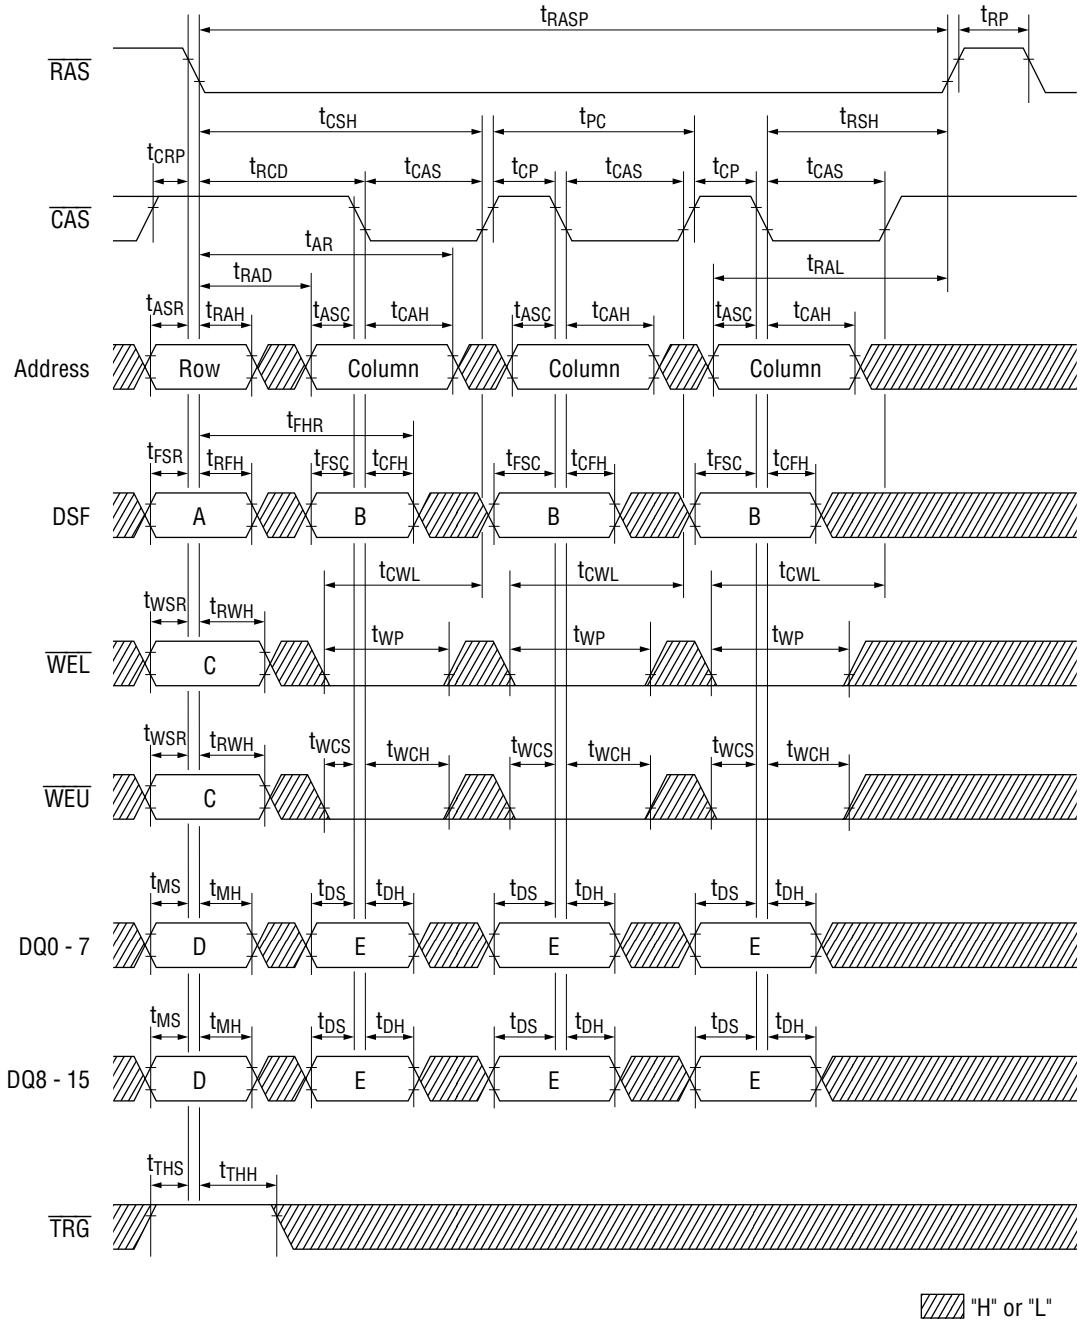 tRASP
tRP
RAS
tCSH
tPC
tRSH
tCRP
tRCD
tCAS
tCP
tCAS
tCP
tCAS
CAS
tAR
tRAD
tRAL
tASR
tRAH
tASC
tCAH
tASC
tCAH
tASC
tCAH
Address
Row
Column
Column
Column
tFHR
tFSR
tRFH
tFSC
tCFH
tFSC
tCFH
tFSC
tCFH
DSF
A
B
B
B
tCWL
tCWL
tCWL
tWSR
tRWH
tWP
tWP
tWP
WEL
C
tWSR
tRWH
tWCS
tWCH
tWCS
tWCH
tWCS
tWCH
WEU
C
tMS
tMH
tDS
tDH
tDS
tDH
tDS
tDH
DQ0 - 7
D
E
E
E
tMS
tMH
tDS
tDH
tDS
tDH
tDS
tDH
DQ8 - 15
D
E
E
E
tTHS
tTHH
TRG
"H" or "L"